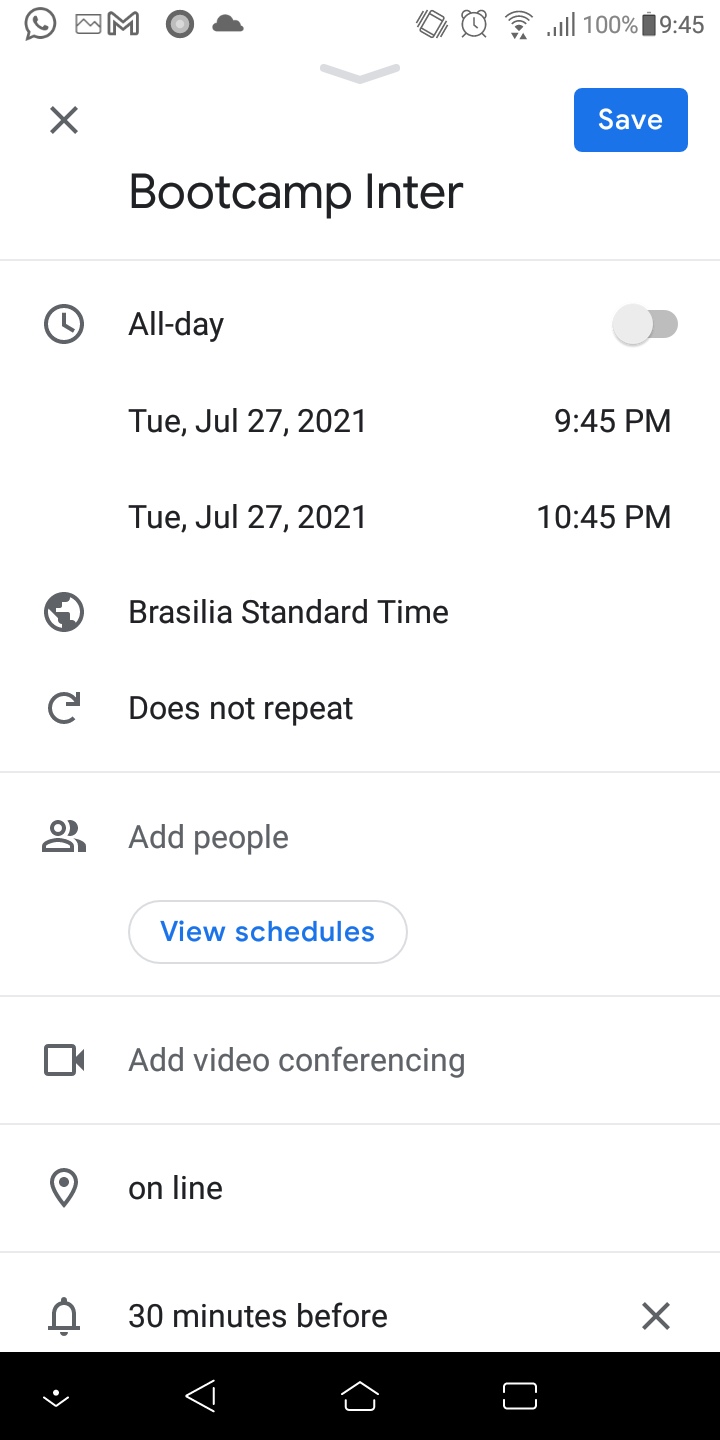 100% 9:45
Save
Bootcamp Inter
All-day
Tue, Jul 27, 2021 9:45 PM
Tue, Jul 27, 2021 10:45 PM
Brasilia Standard Time
Does not repeat
Add people
View schedules
Add video conferencing
on line
30 minutes before